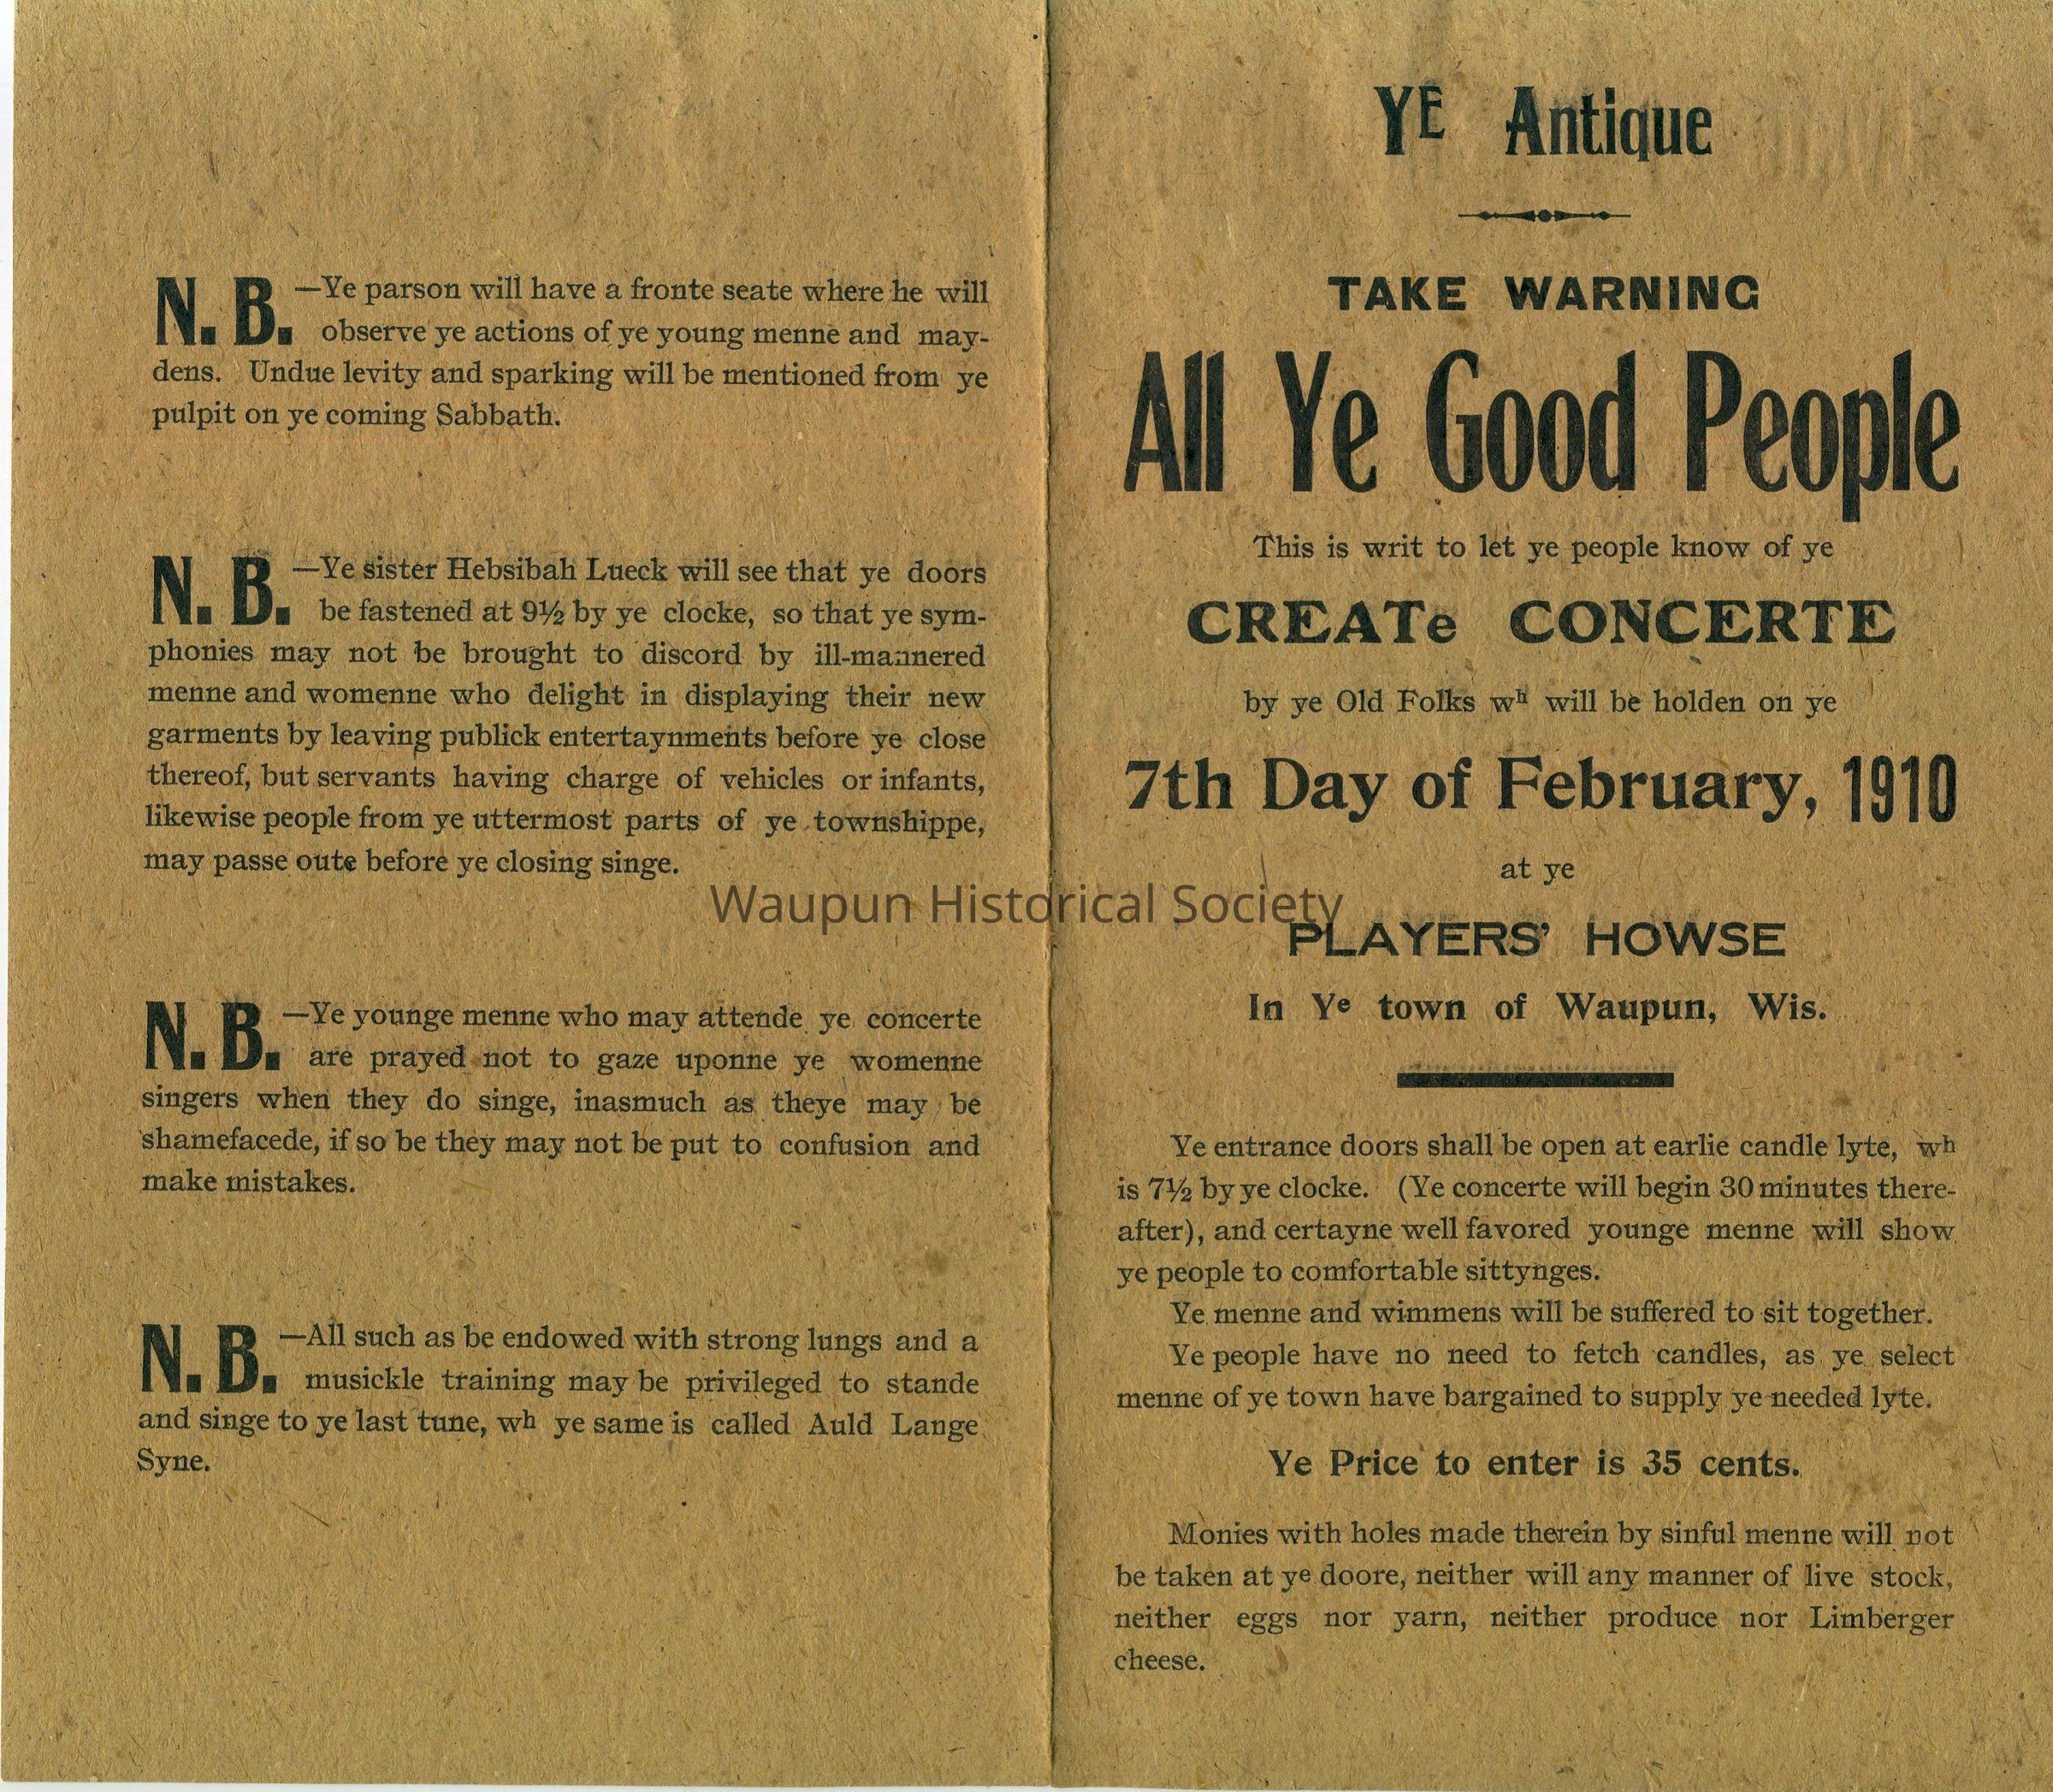 N. B. —Ye parson will have a fronte seate where he will
observe ye actions of ye young menne and may-
dens. Undue levity and sparking will be mentioned from ye
pulpit on ye coming Sabbath.
N. B. —Ye sister Hebsibah Lueck will see that ye doors
be fastened at 9½ by ye clocke, so that ye sym-
phonies may not be brought to discord by ill-mannered
menne and womenne who delight in displaying their new
garments by leaving publick entertaynments before ye close
thereof, but servants having charge of vehicles or infants,
likewise people from ye uttermost parts of ye townshippe,
may passe oute before ye closing singe.
N. B. —Ye younge menne who may attende ye concerte
are prayed not to gaze uponne ye womenne
singers when they do singe, inasmuch as theye may be
shamefacede, if so be they may not be put to confusion and
make mistakes.
N. B. —All such as be endowed with strong lungs and a
musickle training may be privileged to stande
and singe to ye last tune, wh ye same is called Auld Lange
Syne.
YE Antique
TAKE WARNING
All Ye Good People
This is writ to let ye people know of ye
CREATe CONCERTE
by ye Old Folks wh will be holden on ye
7th Day of February, 1910
at ye
Waupun Historical Society
PLAYERS' HOWSE
In Ye town of Waupun, Wis.
Ye entrance doors shall be open at earlie candle lyte, wh
is 7½ by ye clocke. (Ye concerte will begin 30 minutes there-
after), and certayne well favored younge menne will show
ye people to comfortable sittynges.
Ye menne and wimmens will be suffered to sit together.
Ye people have no need to fetch candles, as ye select
menne of ye town have bargained to supply ye needed lyte.
Ye Price to enter is 35 cents.
Monies with holes made therein by sinful menne will not
be taken at ye doore, neither will any manner of live stock,
neither eggs nor yarn, neither produce nor Limberger
cheese.